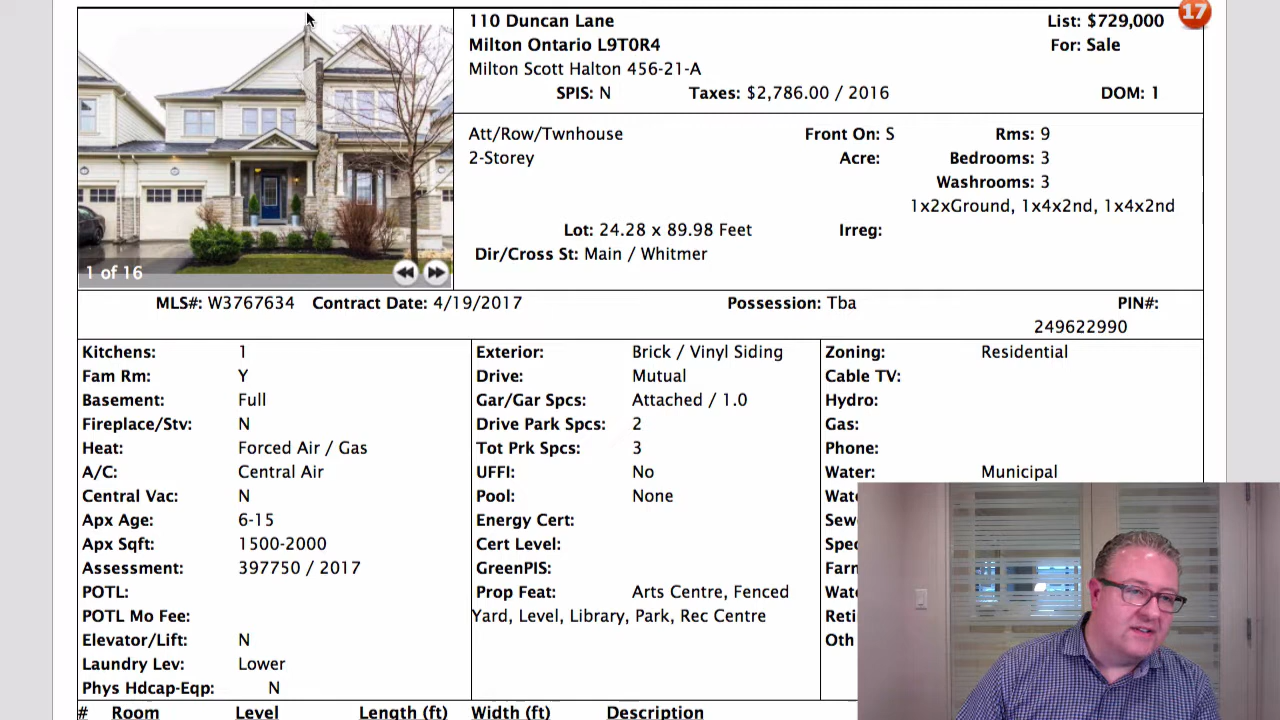 110 Duncan Lane List: $729,000 17
Milton Ontario L9T0R4 For: Sale
Milton Scott Halton 456-21-A
SPIS: N Taxes: $2,786.00 / 2016 DOM: 1
Att/Row/Twnhouse Front On: S Rms: 9
2-Storey Acre: Bedrooms: 3
Washrooms: 3
1x2xGround, 1x4x2nd, 1x4x2nd
Lot: 24.28 x 89.98 Feet Irreg:
Dir/Cross St: Main / Whitmer
1 of 16
MLS#: W3767634 Contract Date: 4/19/2017 Possession: Tba PIN#:
249622990
Kitchens: 1 Exterior: Brick / Vinyl Siding Zoning: Residential
Fam Rm: Y Drive: Mutual Cable TV:
Basement: Full Gar/Gar Spcs: Attached / 1.0 Hydro:
Fireplace/Stv: N Drive Park Spcs: 2 Gas:
Heat: Forced Air / Gas Tot Prk Spcs: 3 Phone:
A/C: Central Air UFFI: No Water: Municipal
Central Vac: N Pool: None Wate
Apx Age: 6-15 Energy Cert: Sew
Apx Sqft: 1500-2000 Cert Level: Spec
Assessment: 397750 / 2017 GreenPIS: Farm
POTL: Prop Feat: Arts Centre, Fenced Wate
POTL Mo Fee: Yard, Level, Library, Park, Rec Centre Reti
Elevator/Lift: N Oth
Laundry Lev: Lower
Phys Hdcap-Eqp: N
# Room Level Length (ft) Width (ft) Description